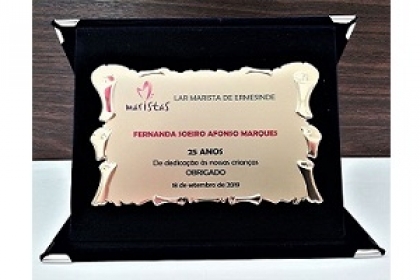 maristas
LAR MARISTA DE ERMESINDE
FERNANDA SOEIRO AFONSO MARQUES
25 ANOS
De dedicação às nossas crianças
OBRIGADO
18 de setembro de 2019